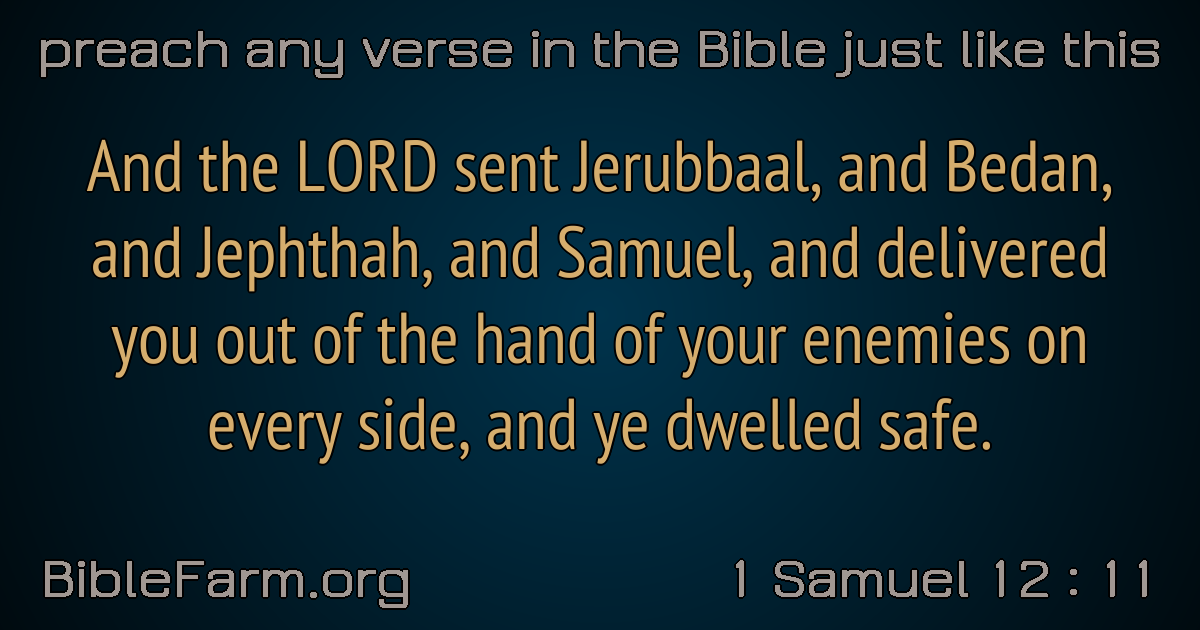 preach any verse in the Bible just like this
And the LORD sent Jerubbaal, and Bedan,
and Jephthah, and Samuel, and delivered
you out of the hand of your enemies on
every side, and ye dwelled safe.
BibleFarm.org
1 Samuel 12 : 11